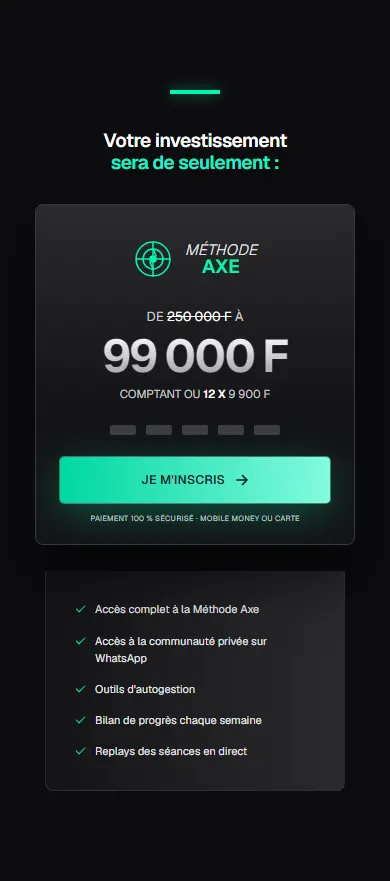 Votre investissement
sera de seulement :
MÉTHODE
AXE
DE 250 000 F À
99 000 F
COMPTANT OU 12 X 9 900 F
JE M'INSCRIS
PAIEMENT 100 % SÉCURISÉ · MOBILE MONEY OU CARTE
Accès complet à la Méthode Axe
Accès à la communauté privée sur
WhatsApp
Outils d'autogestion
Bilan de progrès chaque semaine
Replays des séances en direct